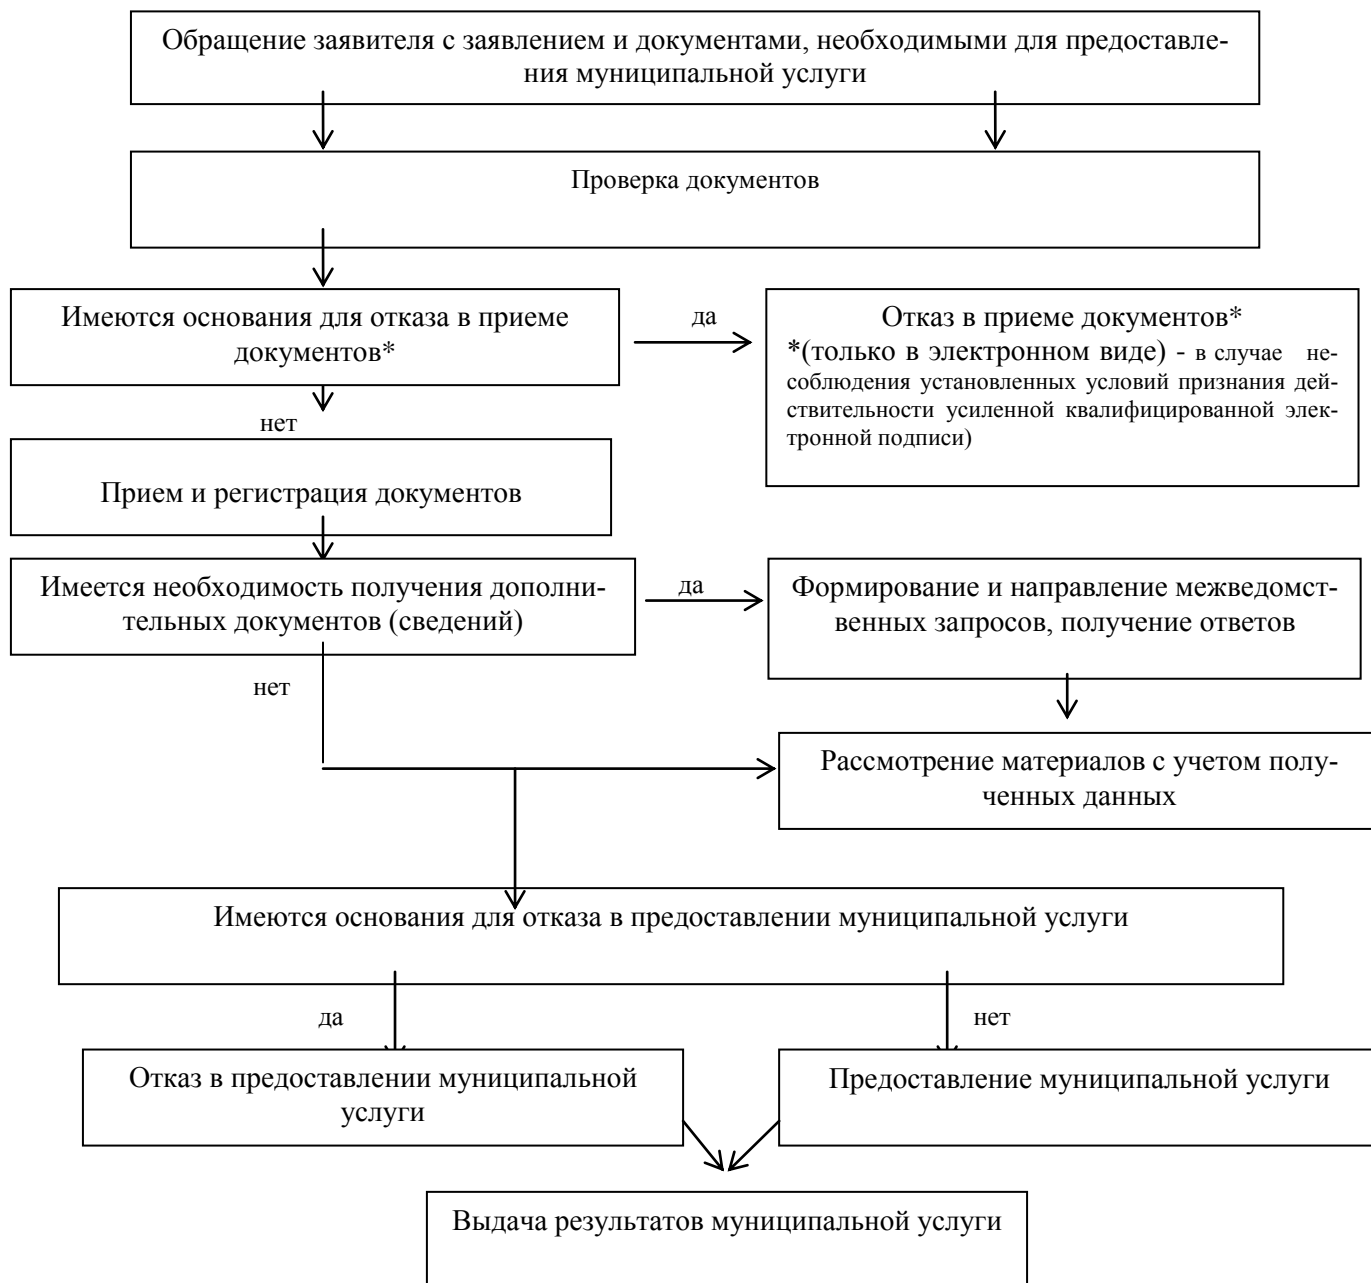 Обращение заявителя с заявлением и документами, необходимыми для предоставле-
ния муниципальной услуги
Проверка документов
Имеются основания для отказа в приеме
документов*
да
Отказ в приеме документов*
*(только в электронном виде) - в случае не-
соблюдения установленных условий признания дей-
ствительности усиленной квалифицированной элек-
тронной подписи)
нет
Прием и регистрация документов
Имеется необходимость получения дополни-
тельных документов (сведений)
да
Формирование и направление межведомст-
венных запросов, получение ответов
нет
Рассмотрение материалов с учетом полу-
ченных данных
Имеются основания для отказа в предоставлении муниципальной услуги
да
нет
Отказ в предоставлении муниципальной
услуги
Предоставление муниципальной услуги
Выдача результатов муниципальной услуги